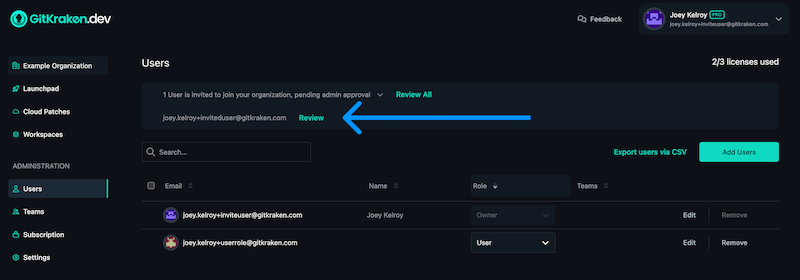 GitKraken.dev
Feedback
Joey Kelroy PRO
joey.kelroy+inviteuser@gitkraken.com
Example Organization
Launchpad
Cloud Patches
Workspaces
ADMINISTRATION
Users
Teams
Subscription
Settings
Users
2/3 licenses used
1 User is invited to join your organization, pending admin approval
Review All
joey.kelroy+inviteduser@gitkraken.com
Review
Search...
Export users via CSV
Add Users
Email Name Role Teams
joey.kelroy+inviteuser@gitkraken.com Joey Kelroy Owner Edit Remove
joey.kelroy+userrole@gitkraken.com User Edit Remove